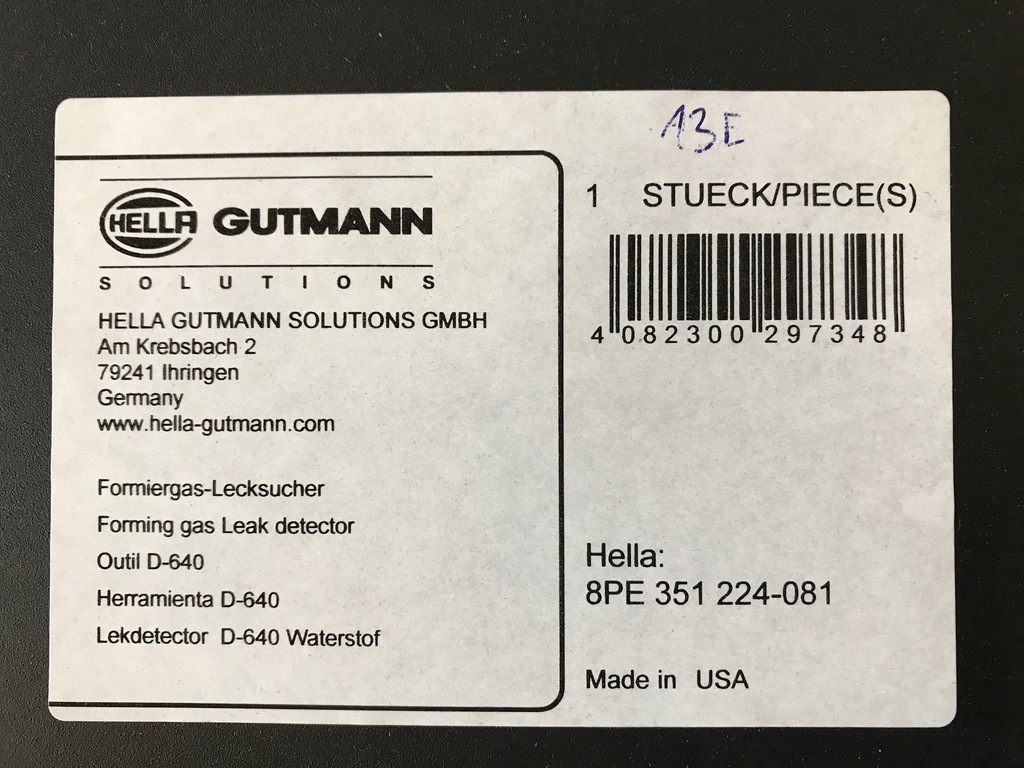 HELLA GUTMANN
SOLUTIONS
HELLA GUTMANN SOLUTIONS GMBH
Am Krebsbach 2
79241 Ihringen
Germany
www.hella-gutmann.com
Formiergas-Lecksucher
Forming gas Leak detector
Outil D-640
Herramienta D-640
Lekdetector D-640 Waterstof
13E
1 STUECK/PIECE(S)
4 082300 297348
Hella:
8PE 351 224-081
Made in USA